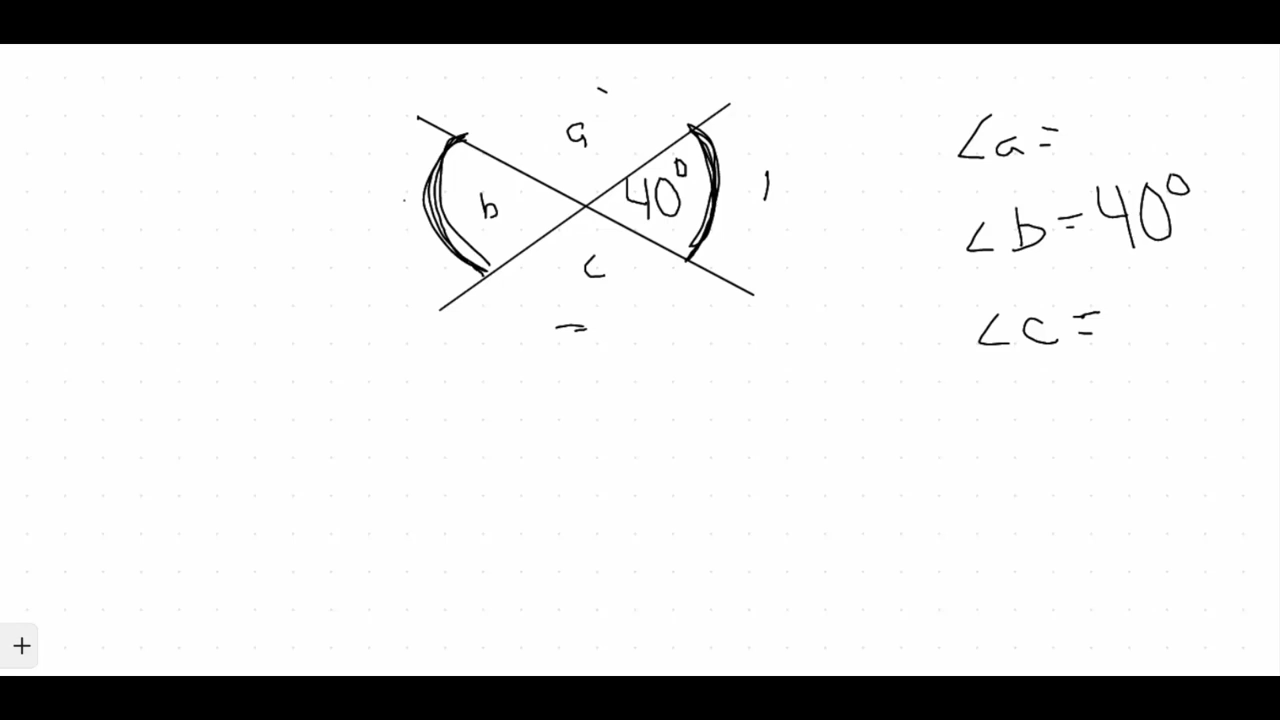 a
b 40°
c
∠a=
∠b=40°
∠c=